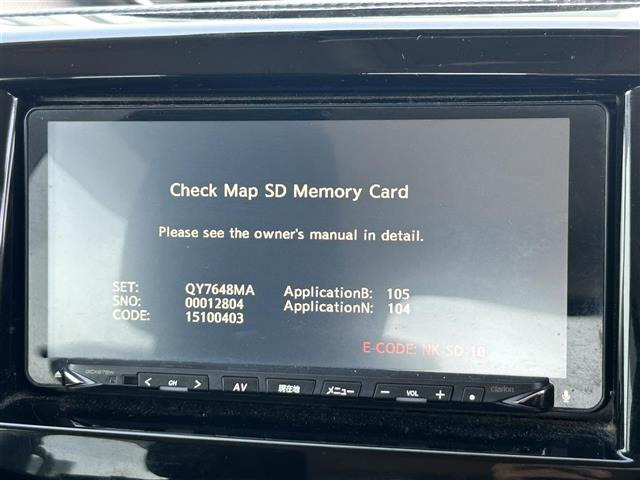 Check Map SD Memory Card
Please see the owner's manual in detail.
SET: QY7648MA ApplicationB: 105
SNO: 00012804 ApplicationN: 104
CODE: 15100403
E-CODE: NK-SD 10
CH AV 現在地 メニュー − VOL +
clarion